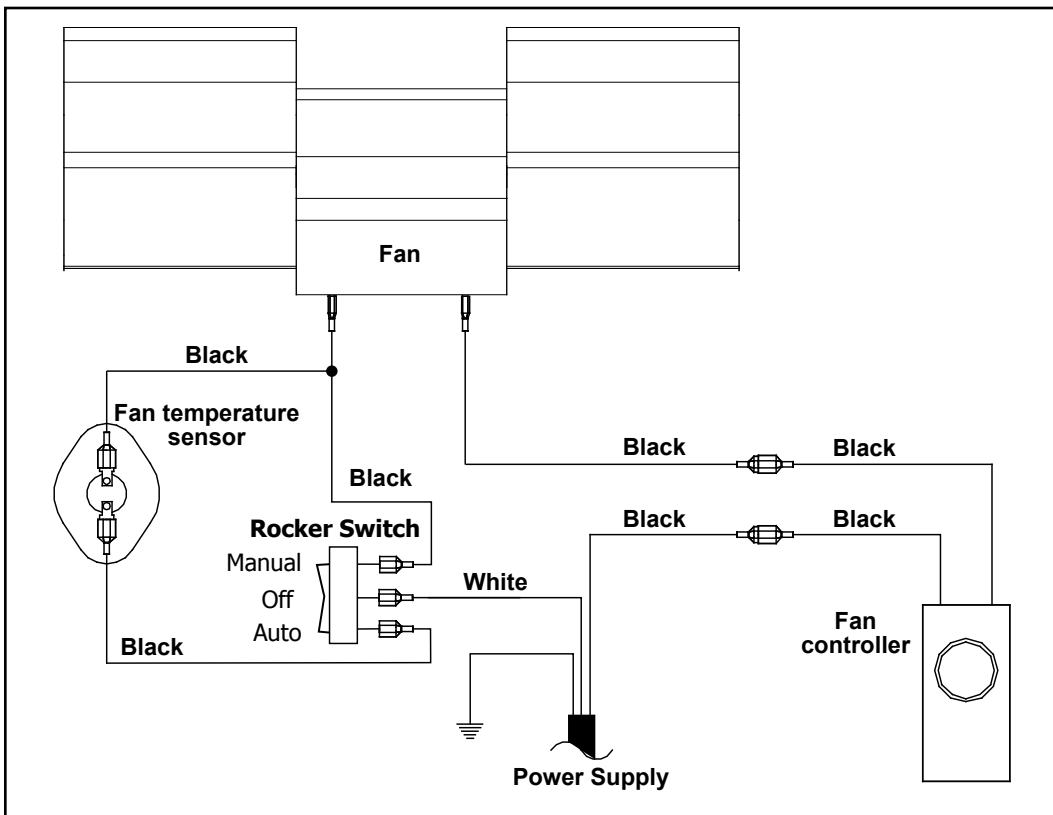 Fan
Black
Fan temperature
sensor
Black
Black
Black
Rocker Switch
Black
Black
Manual
Off
Auto
White
Black
Fan
controller
Power Supply